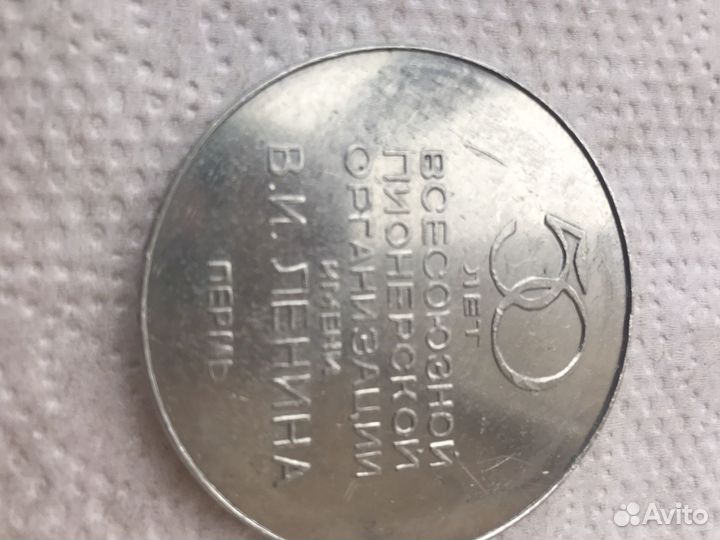 50
ЛЕТ
ВСЕСОЮЗНОЙ
ПИОНЕРСКОЙ
ОРГАНИЗАЦИИ
ИМЕНИ
В.И. ЛЕНИНА
ПЕРМЬ
Avito